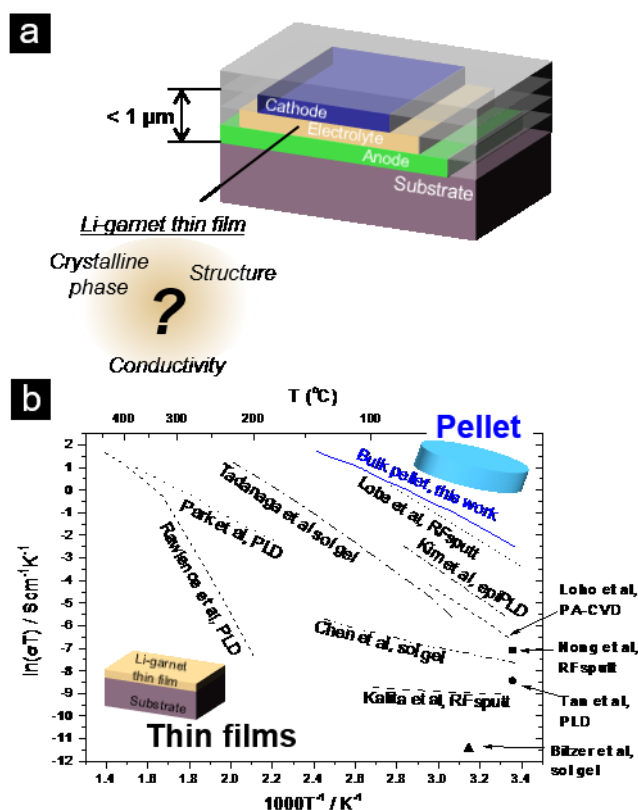 a
< 1 µm
Cathode
Electrolyte
Anode
Substrate
Li-garnet thin film
Crystalline
phase
Structure
?
Conductivity
b
T (°C)
400 300 200 100
Pellet
Bulk pellet, this work
Lobe et al, RFsputt
Kim et al, epiPLD
Tadanaga et al sol gel
Park et al, PLD
Rawlence et al, PLD
Loho et al,
PA-CVD
Chen et al, sol gel
Nong et al,
RFsputt
Kalita et al, RFsputt
Tan et al,
PLD
Bitzer et al,
sol gel
Li-garnet
thin film
Substrate
Thin films
ln(σT) / Scm⁻¹K⁻¹
2
1
0
-1
-2
-3
-4
-5
-6
-7
-8
-9
-10
-11
-12
1.4 1.6 1.8 2.0 2.2 2.4 2.6 2.8 3.0 3.2 3.4
1000T⁻¹ / K⁻¹